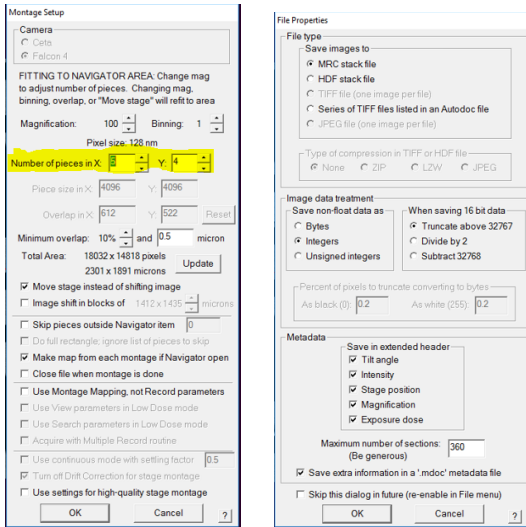 Montage Setup
Camera
Ceta
Falcon 4
FITTING TO NAVIGATOR AREA: Change mag
to adjust number of pieces. Changing mag,
binning, overlap, or "Move stage" will refit to area
Magnification: 100 Binning: 1
Pixel size: 128 nm
Number of pieces in X: 5 Y: 4
Piece size in X: 4096 Y: 4096
Overlap in X: 612 Y: 522 Reset
Minimum overlap: 10% and 0.5 micron
Total Area: 18032 x 14818 pixels
2301 x 1891 microns Update
Move stage instead of shifting image
Image shift in blocks of 1412 x 1435 microns
Skip pieces outside Navigator item 0
Do full rectangle; ignore list of pieces to skip
Make map from each montage if Navigator open
Close file when montage is done
Use Montage Mapping, not Record parameters
Use View parameters in Low Dose mode
Use Search parameters in Low Dose mode
Acquire with Multiple Record routine
Use continuous mode with settling factor 0.5
Turn off Drift Correction for stage montage
Use settings for high-quality stage montage
OK Cancel ?
File Properties
File type
Save images to
MRC stack file
HDF stack file
TIFF file (one image per file)
Series of TIFF files listed in an Autodoc file
JPEG file (one image per file)
Type of compression in TIFF or HDF file
None ZIP LZW JPEG
Image data treatment
Save non-float data as
Bytes
Integers
Unsigned integers
When saving 16 bit data
Truncate above 32767
Divide by 2
Subtract 32768
Percent of pixels to truncate converting to bytes
As black (0): 0.2 As white (255): 0.2
Metadata
Save in extended header
Tilt angle
Intensity
Stage position
Magnification
Exposure dose
Maximum number of sections: 360
(Be generous)
Save extra information in a '.mdoc' metadata file
Skip this dialog in future (re-enable in File menu)
OK Cancel ?